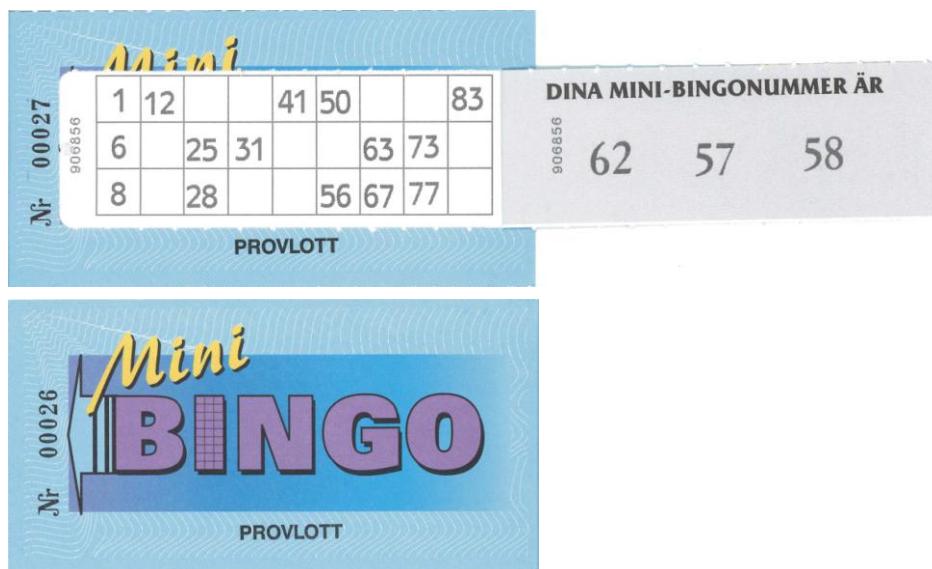 Mini
Nr 00027
906856
1 12 41 50 83
6 25 31 63 73
8 28 56 67 77
PROVLOTT
DINA MINI-BINGONUMMER ÄR
906856
62 57 58
Mini
BINGO
Nr 00026
PROVLOTT